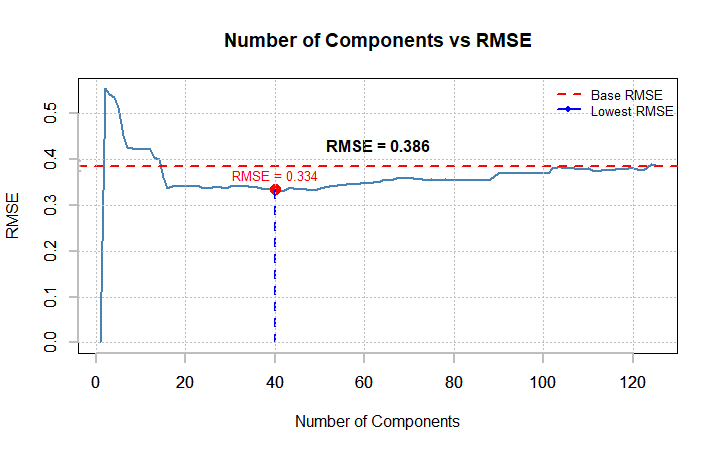 Number of Components vs RMSE
Base RMSE
Lowest RMSE
RMSE = 0.386
RMSE = 0.334
RMSE
0.5
0.4
0.3
0.2
0.1
0.0
0 20 40 60 80 100 120
Number of Components